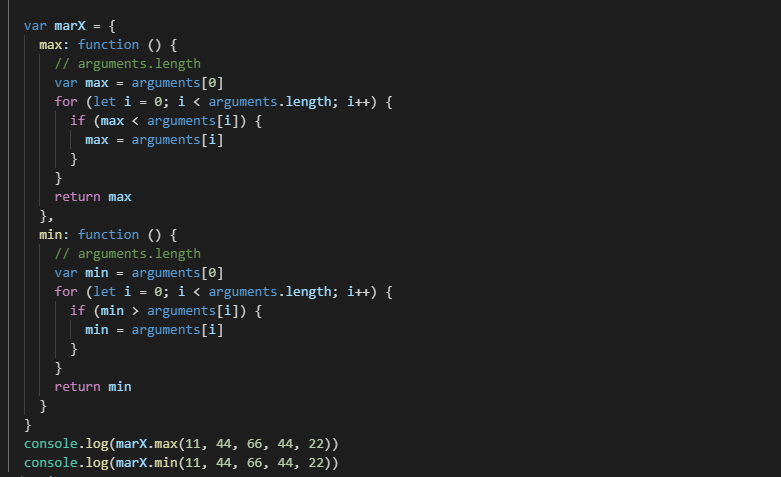 var marX = {
  max: function () {
    // arguments.length
    var max = arguments[0]
    for (let i = 0; i < arguments.length; i++) {
      if (max < arguments[i]) {
        max = arguments[i]
      }
    }
    return max
  },
  min: function () {
    // arguments.length
    var min = arguments[0]
    for (let i = 0; i < arguments.length; i++) {
      if (min > arguments[i]) {
        min = arguments[i]
      }
    }
    return min
  }
}
console.log(marX.max(11, 44, 66, 44, 22))
console.log(marX.min(11, 44, 66, 44, 22))